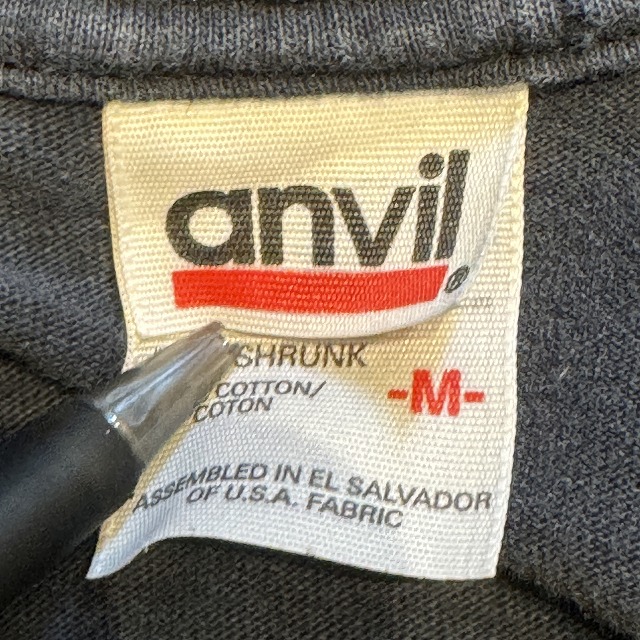 anvil®
SHRUNK
COTTON/
COTON
-M-
ASSEMBLED IN EL SALVADOR
OF U.S.A. FABRIC